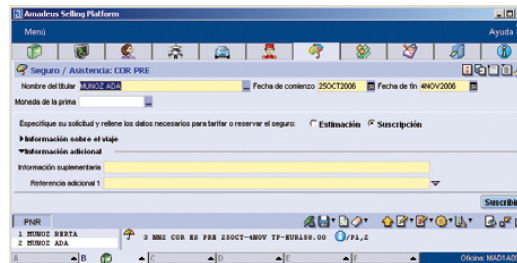 Amadeus Selling Platform
Menú Ayuda
Seguro / Asistencia: COR PRE
Nombre del titular MUNOZ ADA Fecha de comienzo 25OCT2006 Fecha de fin 4NOV2006
Moneda de la prima
Especifique su solicitud y rellene los datos necesarios para tarifar o reservar el seguro: Estimación Suscripción
Información sobre el viaje
Información adicional
Información suplementaria
Referencia adicional 1
Suscribir
PNR
1 MUNOZ BERTA
2 MUNOZ ADA
3 NN2 COR ES PRE 25OCT-4NOV TP-EUR158.00 /P1,2
A B C D E F Oficina: MAD1A05